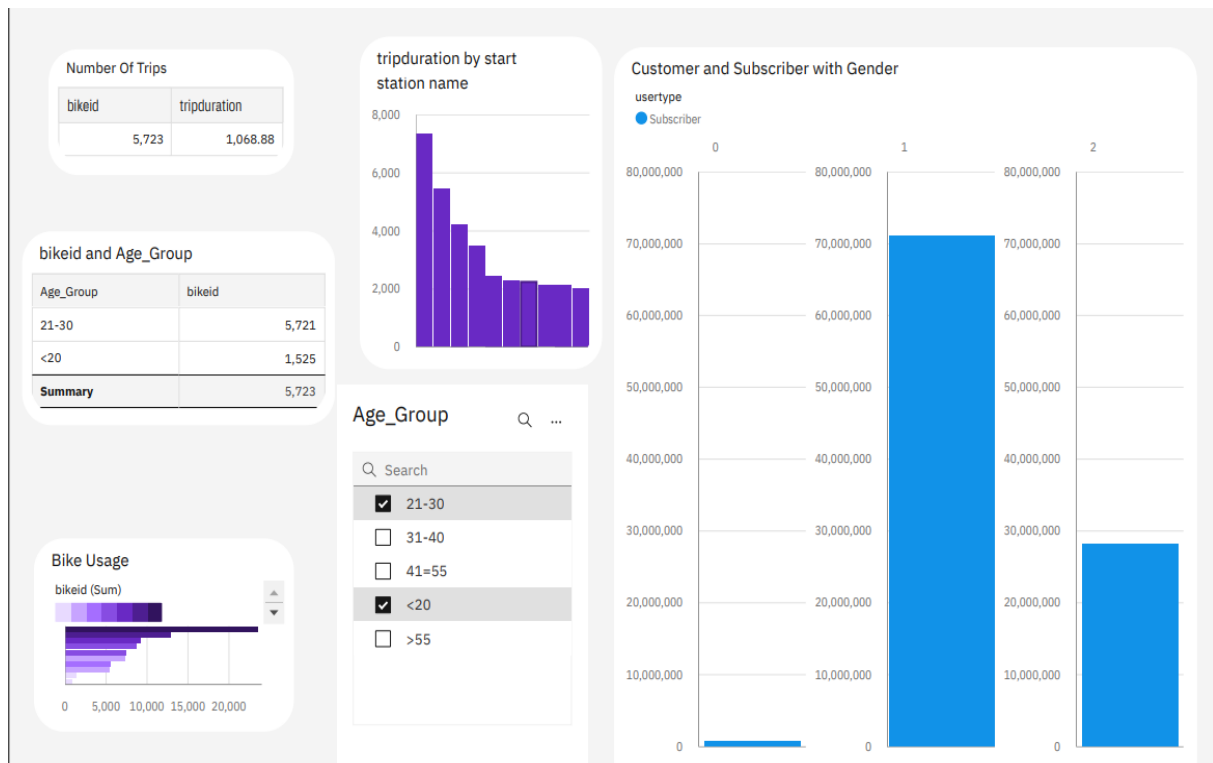 Number Of Trips
bikeid tripduration
5,723 1,068.88
bikeid and Age_Group
Age_Group bikeid
21-30 5,721
<20 1,525
Summary 5,723
Bike Usage
bikeid (Sum)
0 5,000 10,000 15,000 20,000
tripduration by start
station name
8,000
6,000
4,000
2,000
0
Age_Group ...
Search
21-30
31-40
41=55
<20
>55
Customer and Subscriber with Gender
usertype
Subscriber
0 1 2
80,000,000 80,000,000 80,000,000
70,000,000 70,000,000 70,000,000
60,000,000 60,000,000 60,000,000
50,000,000 50,000,000 50,000,000
40,000,000 40,000,000 40,000,000
30,000,000 30,000,000 30,000,000
20,000,000 20,000,000 20,000,000
10,000,000 10,000,000 10,000,000
0 0 0